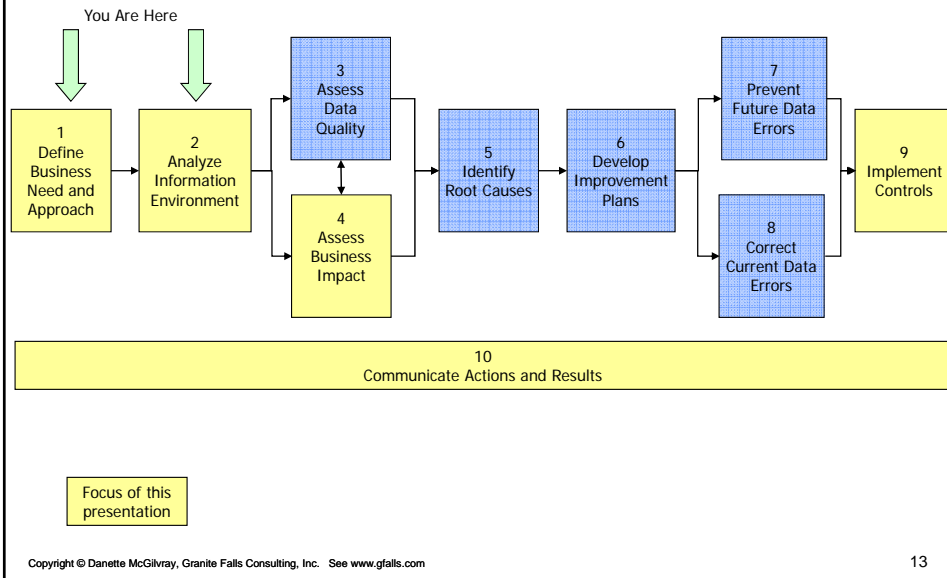 You Are Here
1
Define
Business
Need and
Approach
2
Analyze
Information
Environment
3
Assess
Data
Quality
4
Assess
Business
Impact
5
Identify
Root Causes
6
Develop
Improvement
Plans
7
Prevent
Future Data
Errors
8
Correct
Current Data
Errors
9
Implement
Controls
10
Communicate Actions and Results
Focus of this
presentation
Copyright © Danette McGilvray, Granite Falls Consulting, Inc. See www.gfalls.com
13